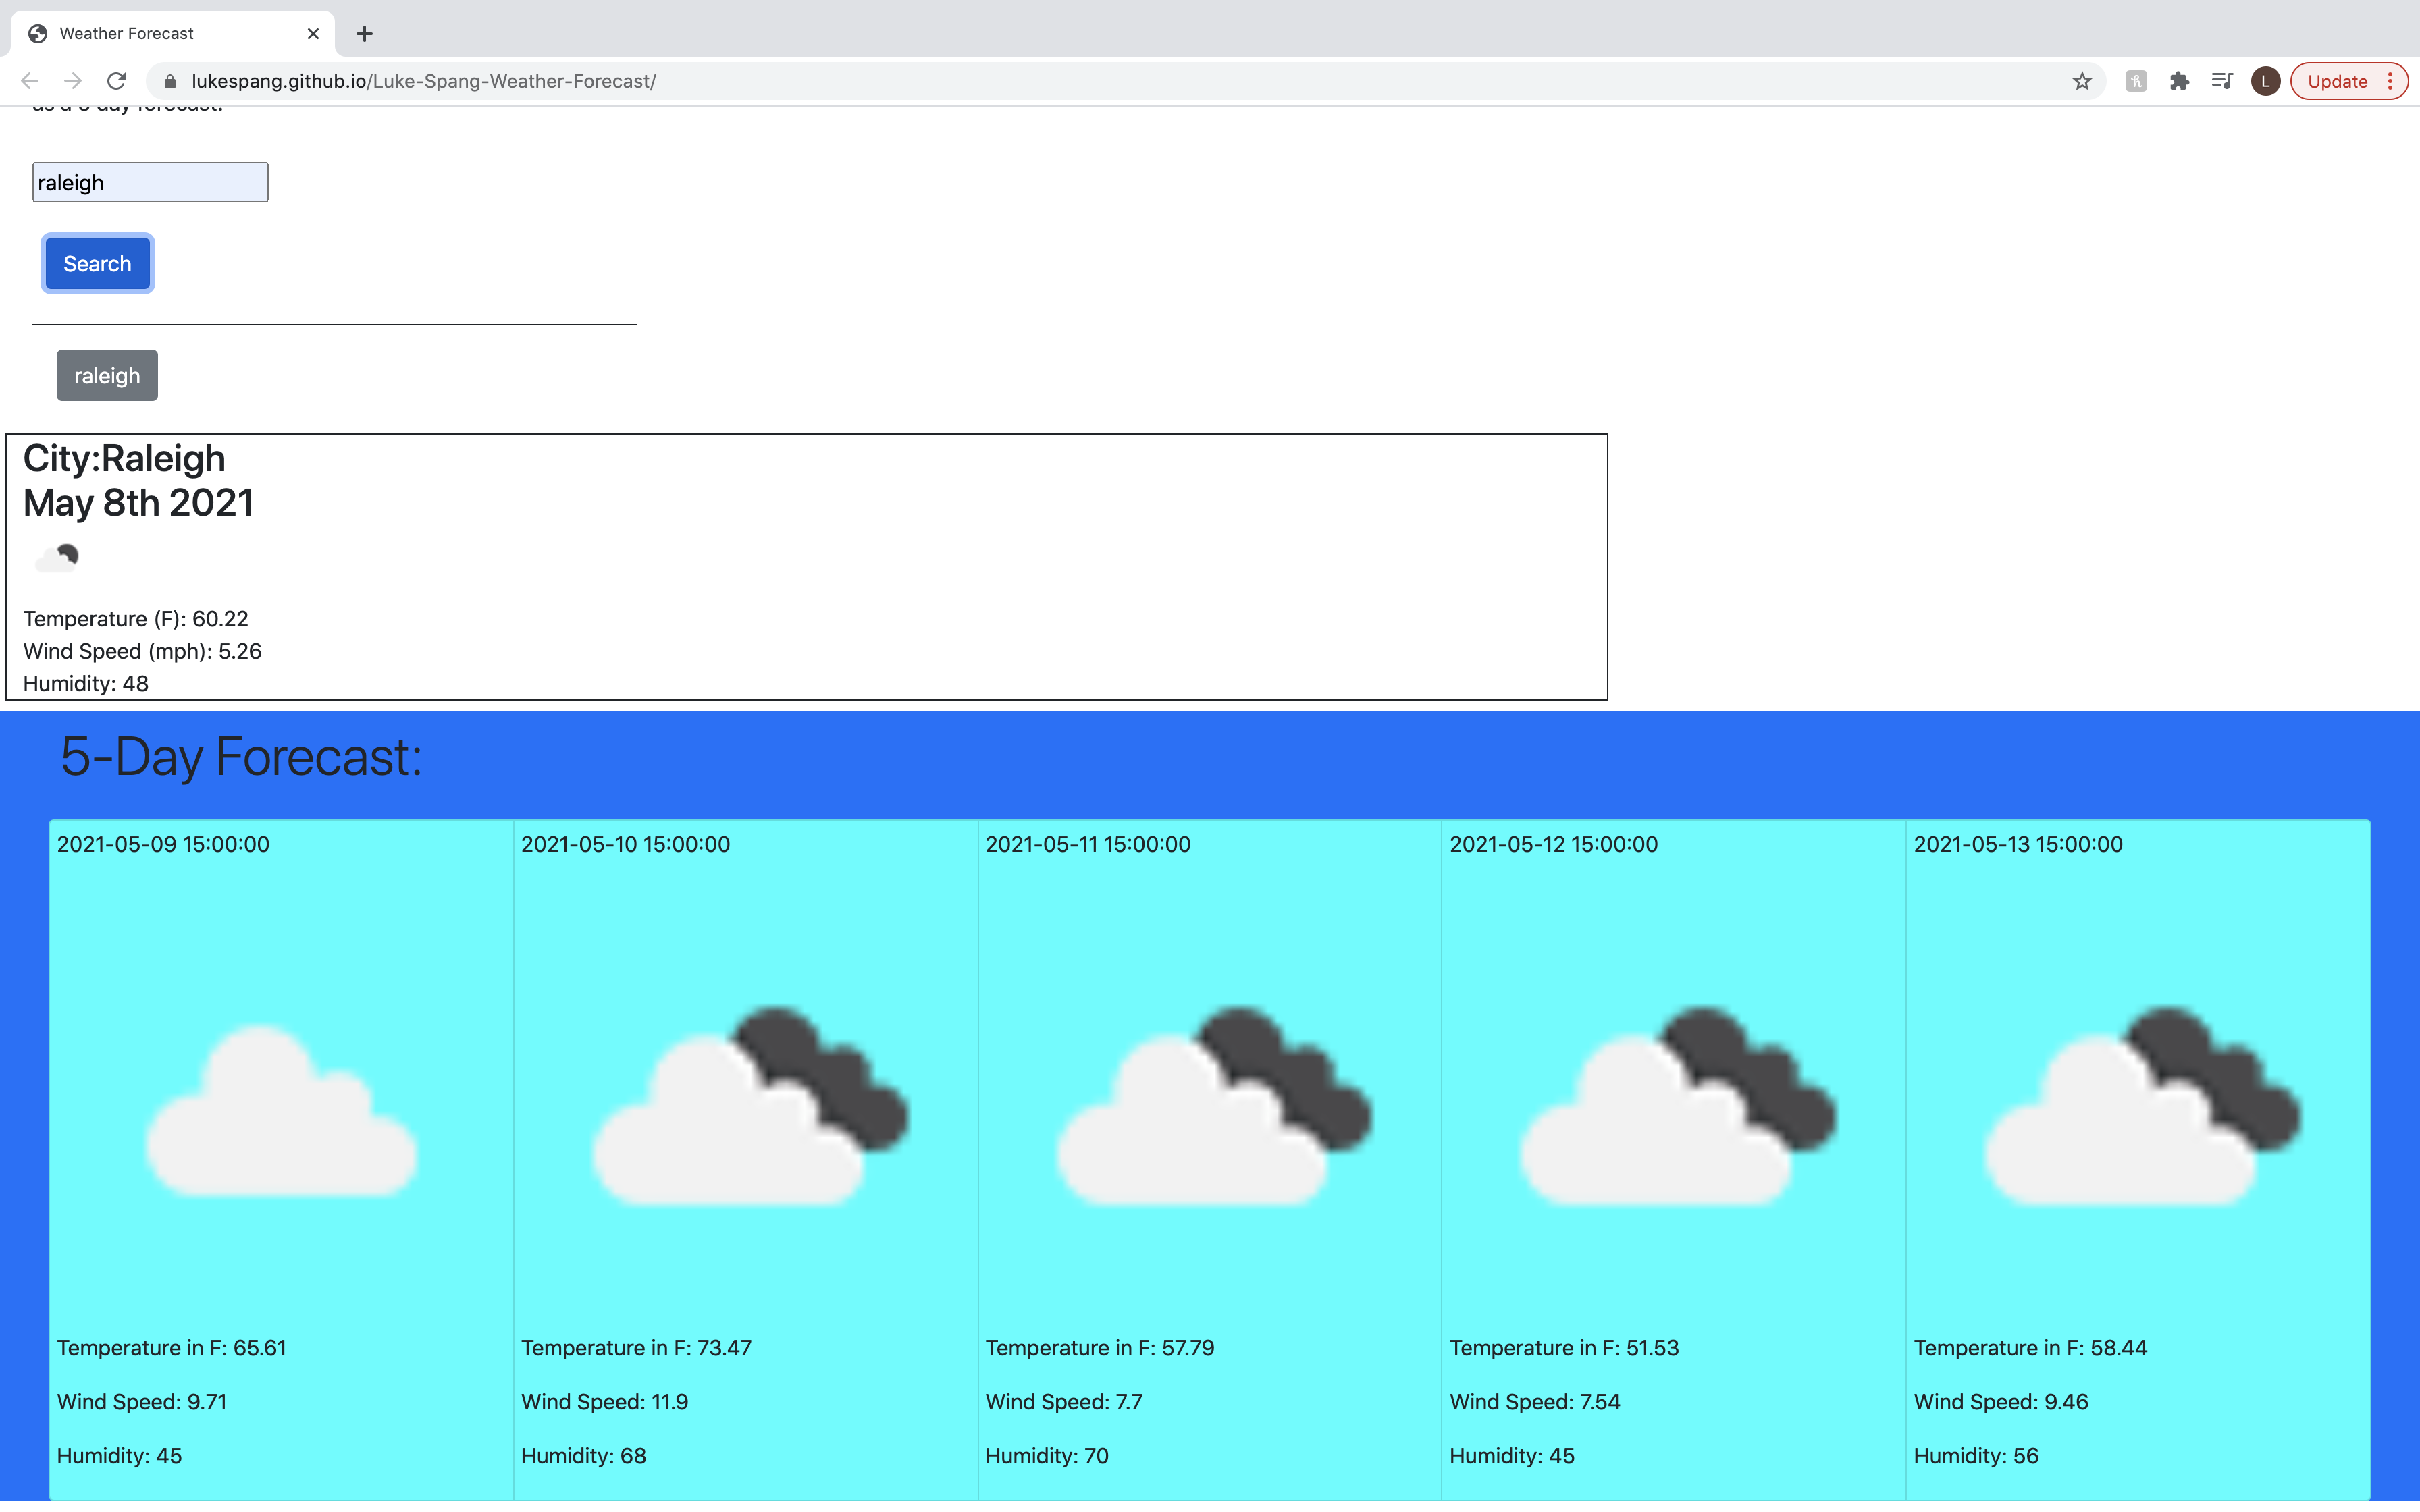 Weather Forecast
lukespang.github.io/Luke-Spang-Weather-Forecast/
L
Update
as a 5 day forecast.
raleigh
Search
raleigh
City:Raleigh
May 8th 2021
Temperature (F): 60.22
Wind Speed (mph): 5.26
Humidity: 48
5-Day Forecast:
2021-05-09 15:00:00
Temperature in F: 65.61
Wind Speed: 9.71
Humidity: 45
2021-05-10 15:00:00
Temperature in F: 73.47
Wind Speed: 11.9
Humidity: 68
2021-05-11 15:00:00
Temperature in F: 57.79
Wind Speed: 7.7
Humidity: 70
2021-05-12 15:00:00
Temperature in F: 51.53
Wind Speed: 7.54
Humidity: 45
2021-05-13 15:00:00
Temperature in F: 58.44
Wind Speed: 9.46
Humidity: 56